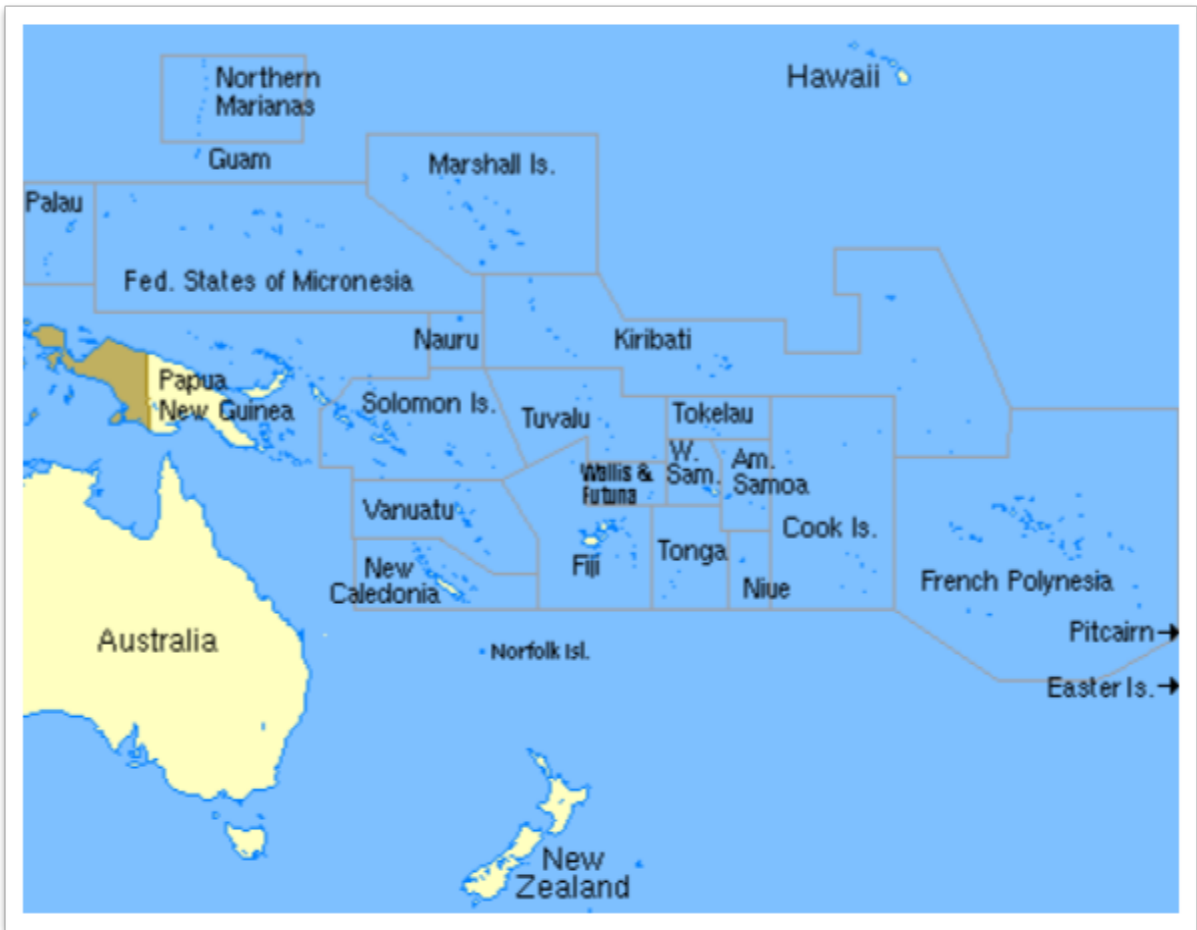 Hawaii
Northern
Marianas
Guam
Marshall Is.
Palau
Fed. States of Micronesia
Nauru
Kiribati
Papua
New Guinea
Solomon Is.
Tuvalu
Tokelau
W.
Sam.
Am.
Samoa
Wallis &
Futuna
Vanuatu
Cook Is.
Fiji
Tonga
New
Caledonia
Niue
French Polynesia
Pitcairn
Australia
Norfolk Isl.
Easter Is.
New
Zealand